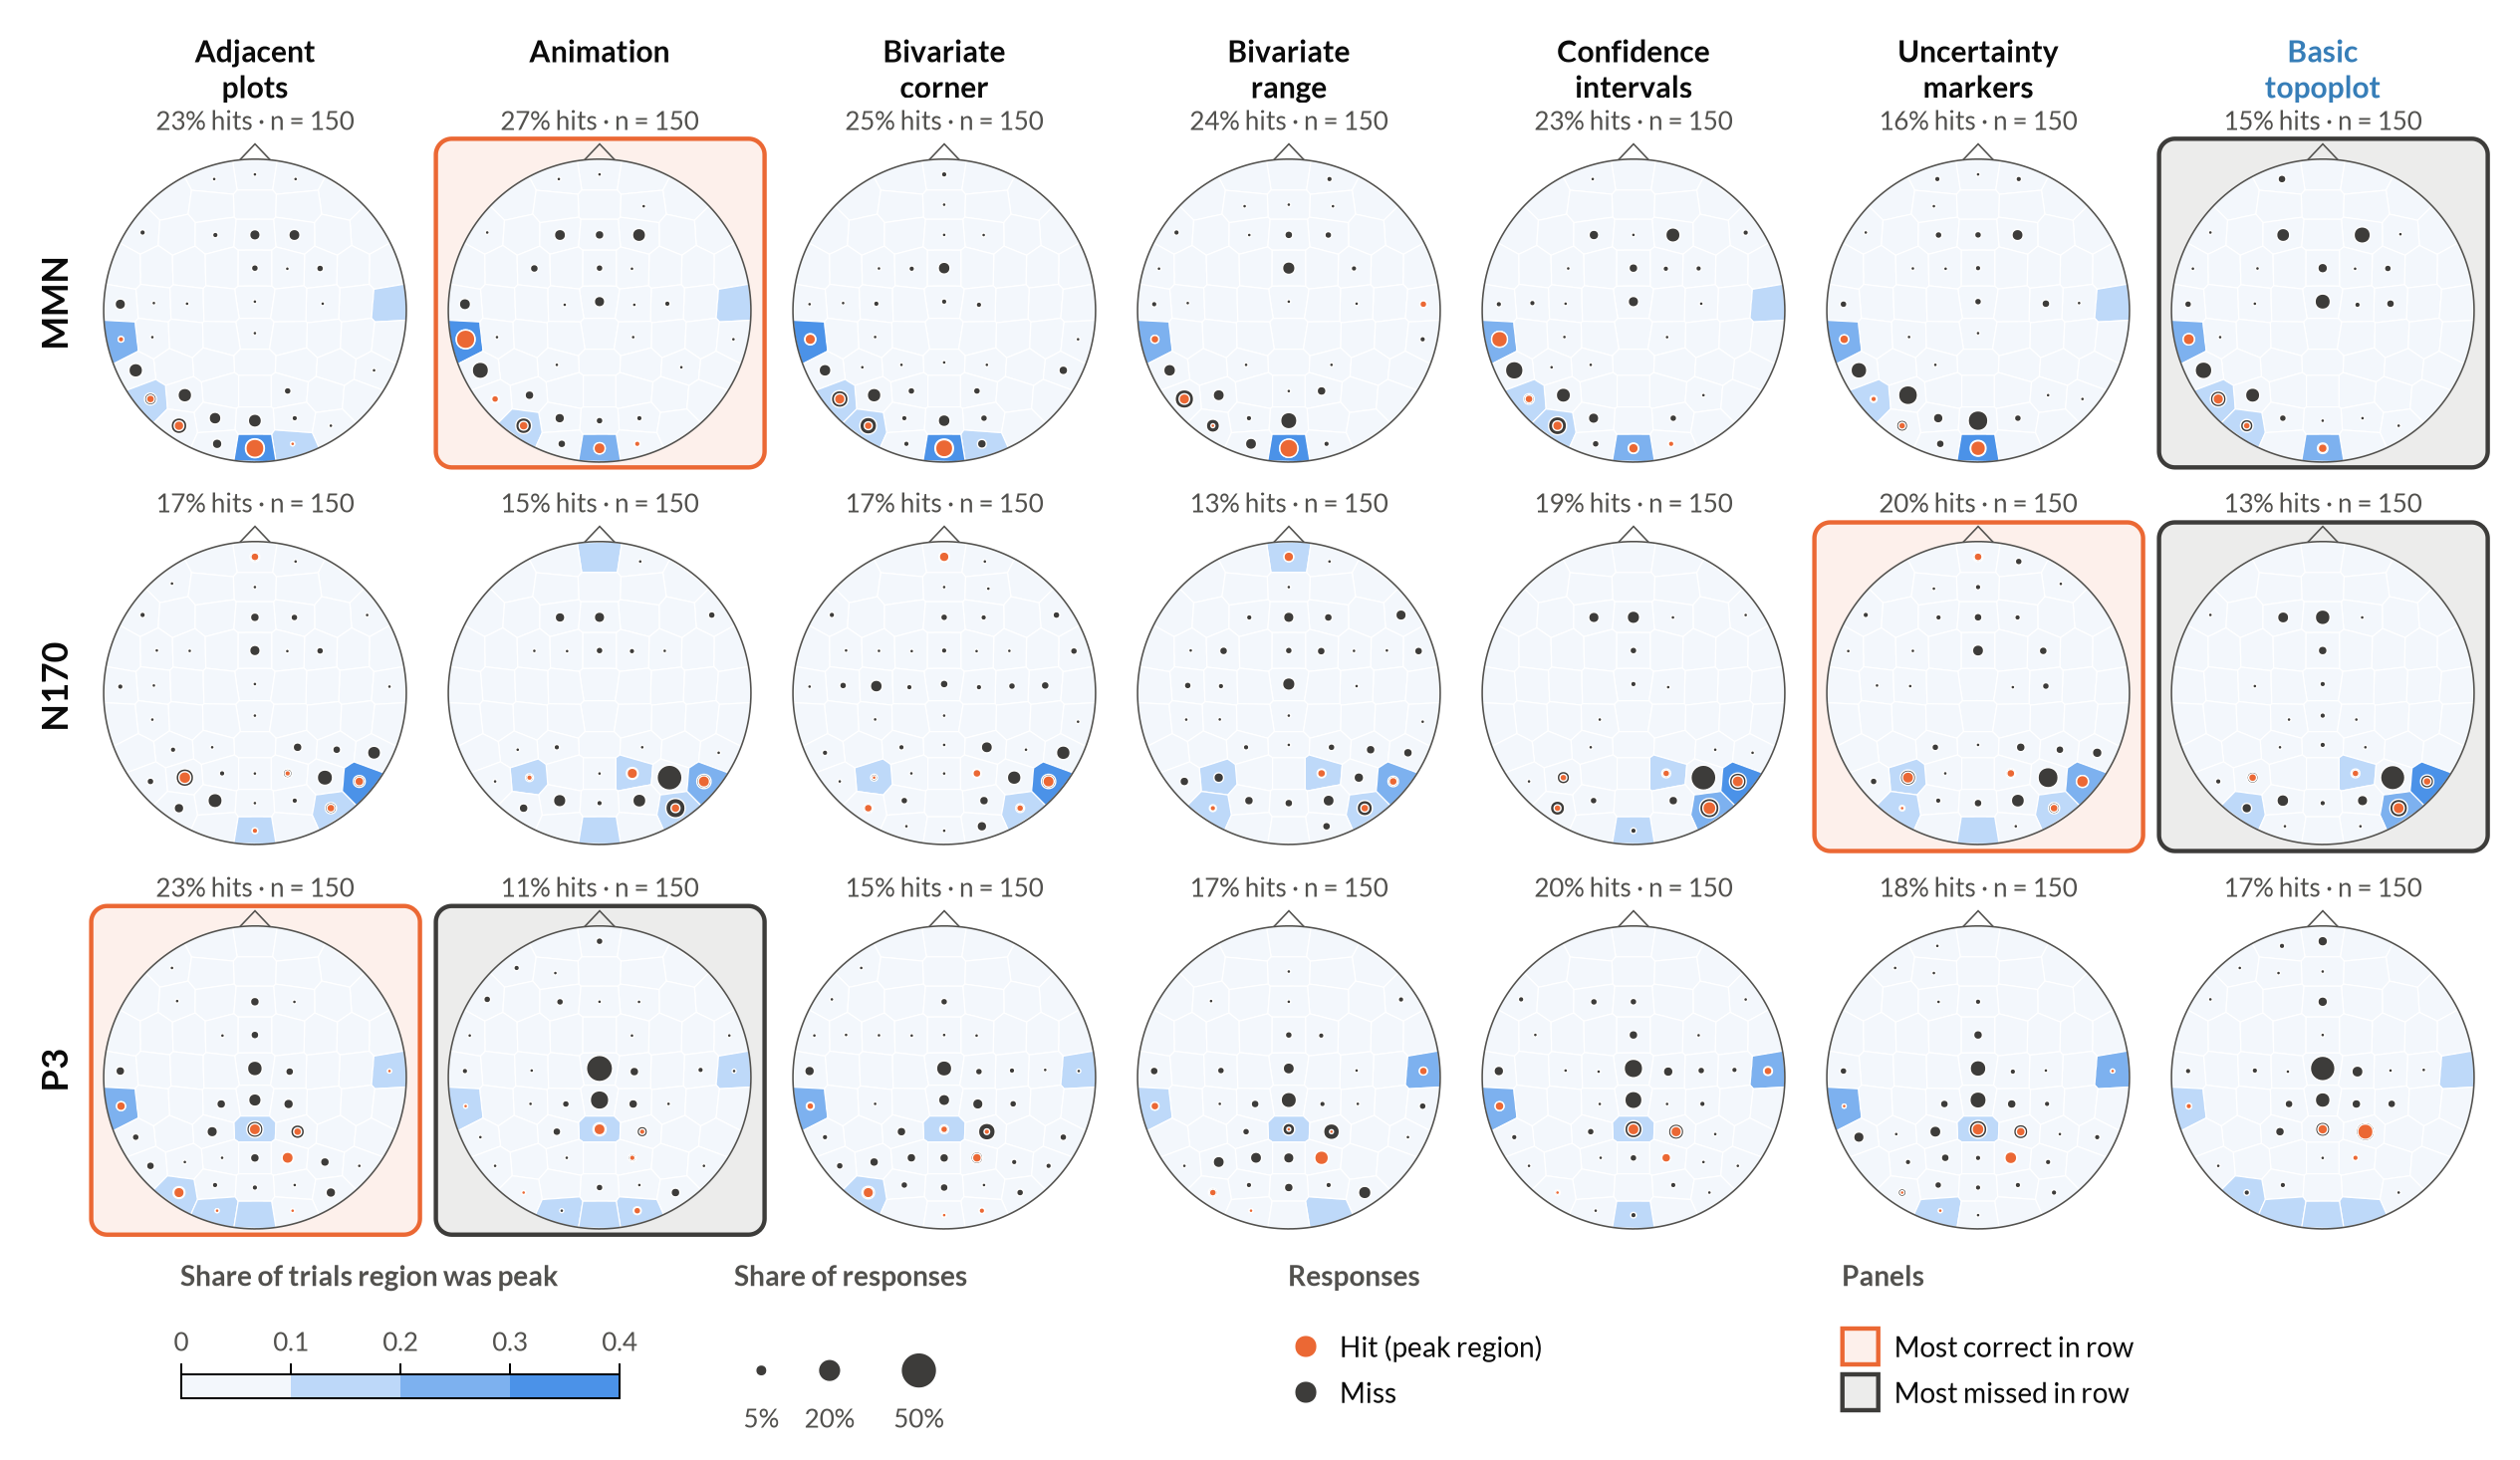 Adjacent
plots
Animation
Bivariate
corner
Bivariate
range
Confidence
intervals
Uncertainty
markers
Basic
topoplot
23% hits · n = 150
27% hits · n = 150
25% hits · n = 150
24% hits · n = 150
23% hits · n = 150
16% hits · n = 150
15% hits · n = 150
MMN
17% hits · n = 150
15% hits · n = 150
17% hits · n = 150
13% hits · n = 150
19% hits · n = 150
20% hits · n = 150
13% hits · n = 150
N170
23% hits · n = 150
11% hits · n = 150
15% hits · n = 150
17% hits · n = 150
20% hits · n = 150
18% hits · n = 150
17% hits · n = 150
P3
Share of trials region was peak
0 0.1 0.2 0.3 0.4
Share of responses
5% 20% 50%
Responses
Hit (peak region)
Miss
Panels
Most correct in row
Most missed in row